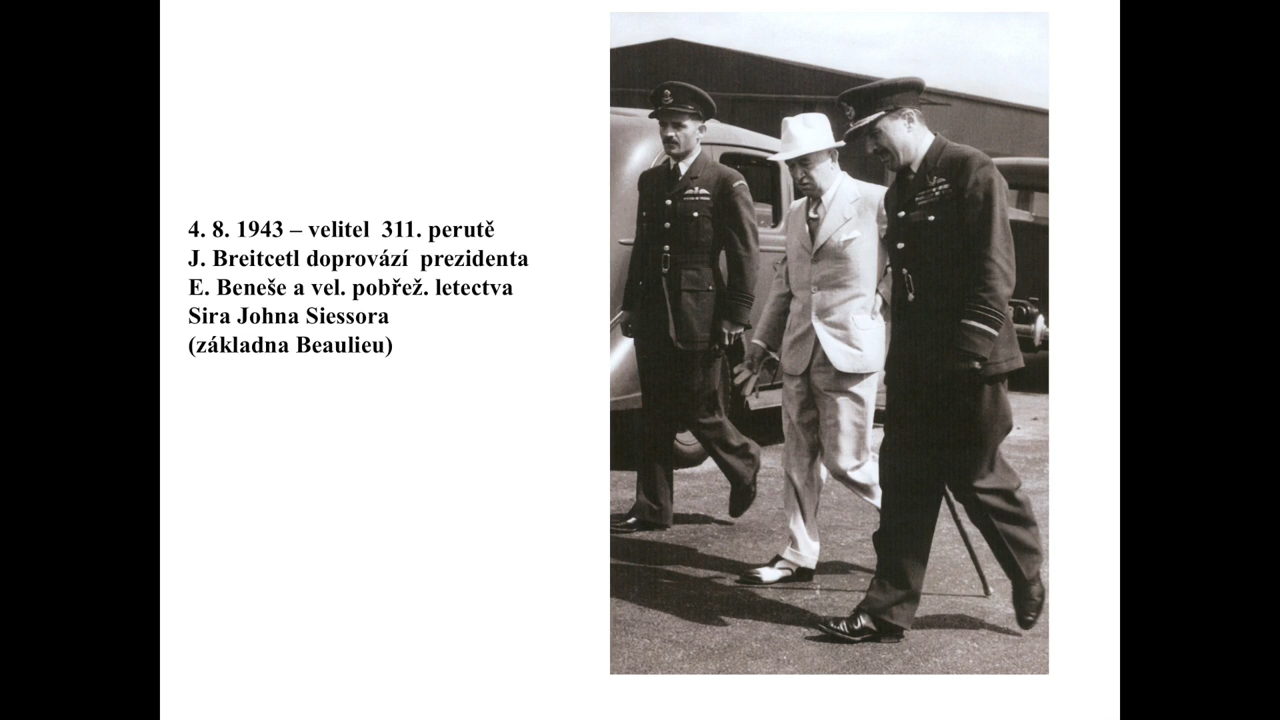 4. 8. 1943 – velitel 311. perutě
J. Breitcetl doprovází prezidenta
E. Beneše a vel. pobřež. letectva
Sira Johna Siessora
(základna Beaulieu)